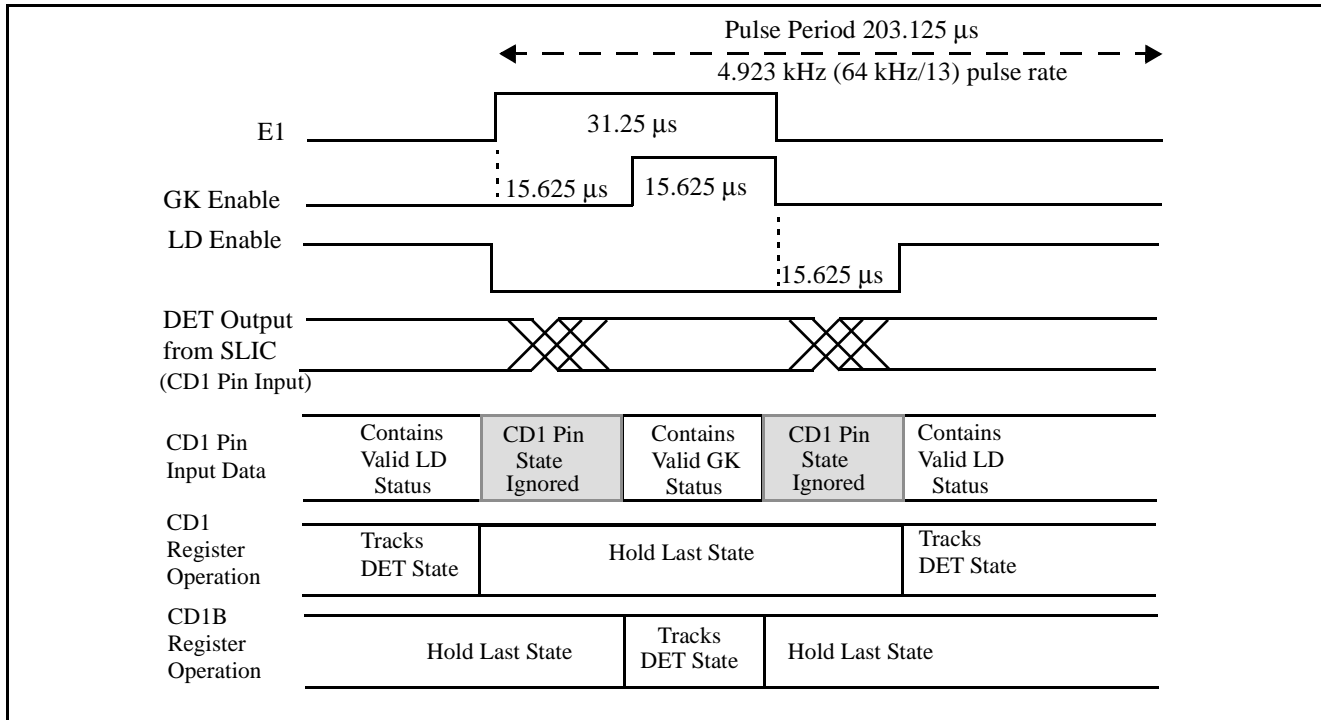 Pulse Period 203.125 µs
4.923 kHz (64 kHz/13) pulse rate
E1
31.25 µs
GK Enable
15.625 µs
15.625 µs
LD Enable
15.625 µs
DET Output
from SLIC
(CD1 Pin Input)
CD1 Pin
Input Data
Contains
Valid LD
Status
CD1 Pin
State
Ignored
Contains
Valid GK
Status
CD1 Pin
State
Ignored
Contains
Valid LD
Status
CD1
Register
Operation
Tracks
DET State
Hold Last State
Tracks
DET State
CD1B
Register
Operation
Hold Last State
Tracks
DET State
Hold Last State